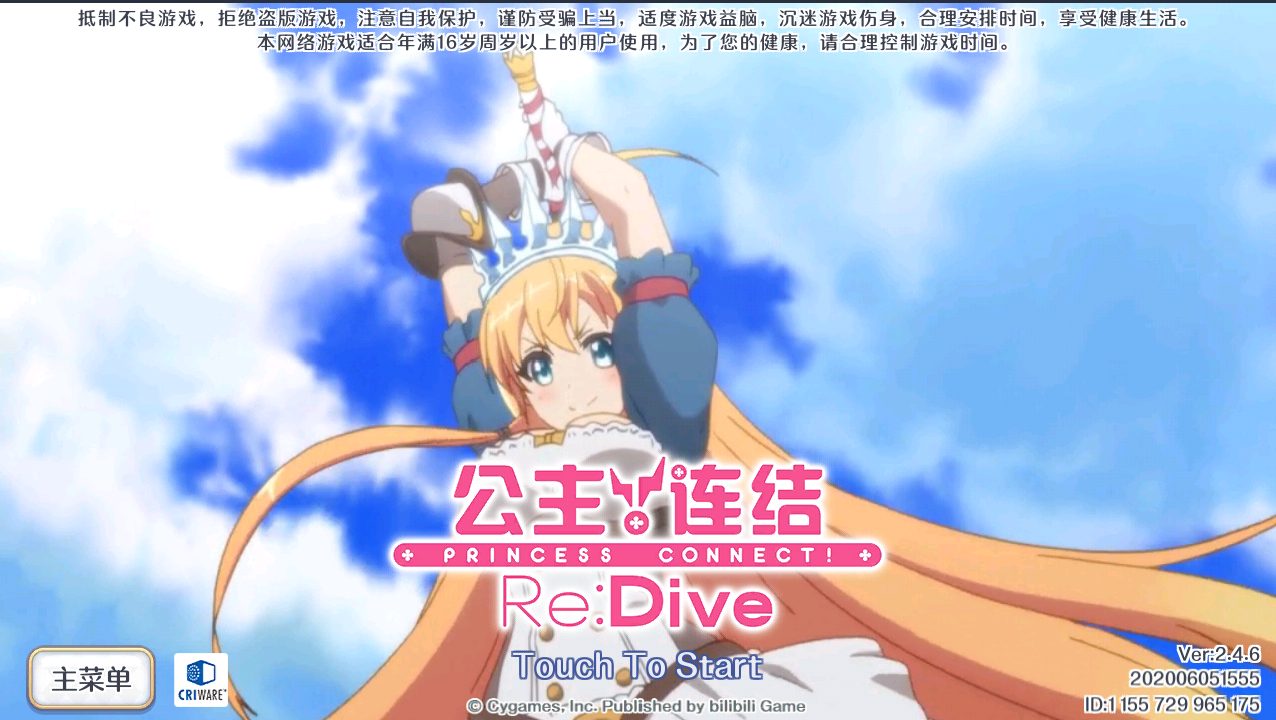 抵制不良游戏，拒绝盗版游戏，注意自我保护，谨防受骗上当，适度游戏益脑，沉迷游戏伤身，合理安排时间，享受健康生活。
本网络游戏适合年满16岁周岁以上的用户使用，为了您的健康，请合理控制游戏时间。
公主连结
PRINCESS CONNECT!
Re:Dive
Touch To Start
主菜单
CRIWARE™
© Cygames, Inc. Published by bilibili Game
Ver:2.4.6
202006051555
ID:1 155 729 965 175